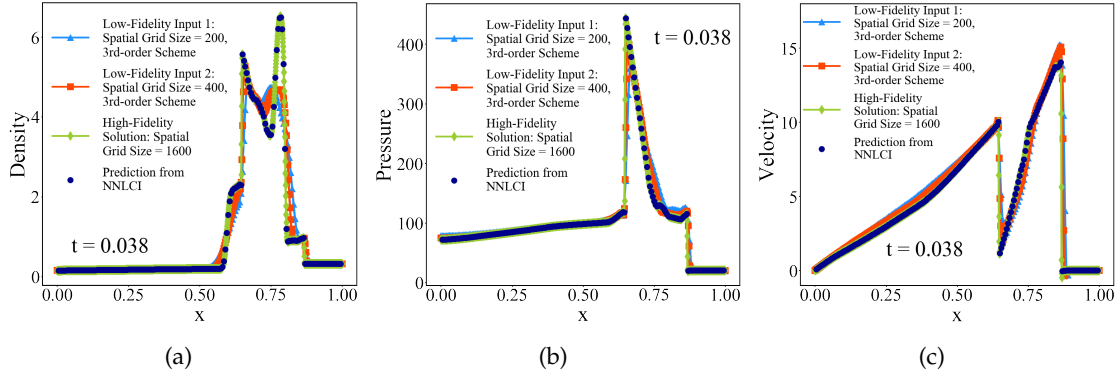 Low-Fidelity Input 1:
Spatial Grid Size = 200,
3rd-order Scheme
Low-Fidelity Input 2:
Spatial Grid Size = 400,
3rd-order Scheme
High-Fidelity
Solution: Spatial
Grid Size = 1600
Prediction from
NNLCI
t = 0.038
Density
6
4
2
0
0.00 0.25 0.50 0.75 1.00
x
(a)
Low-Fidelity Input 1:
Spatial Grid Size = 200,
3rd-order Scheme
Low-Fidelity Input 2:
Spatial Grid Size = 400,
3rd-order Scheme
High-Fidelity
Solution: Spatial
Grid Size = 1600
Prediction from
NNLCI
t = 0.038
Pressure
400
300
200
100
0
0.00 0.25 0.50 0.75 1.00
x
(b)
Low-Fidelity Input 1:
Spatial Grid Size = 200,
3rd-order Scheme
Low-Fidelity Input 2:
Spatial Grid Size = 400,
3rd-order Scheme
High-Fidelity
Solution: Spatial
Grid Size = 1600
Prediction from
NNLCI
t = 0.038
Velocity
15
10
5
0
0.00 0.25 0.50 0.75 1.00
x
(c)